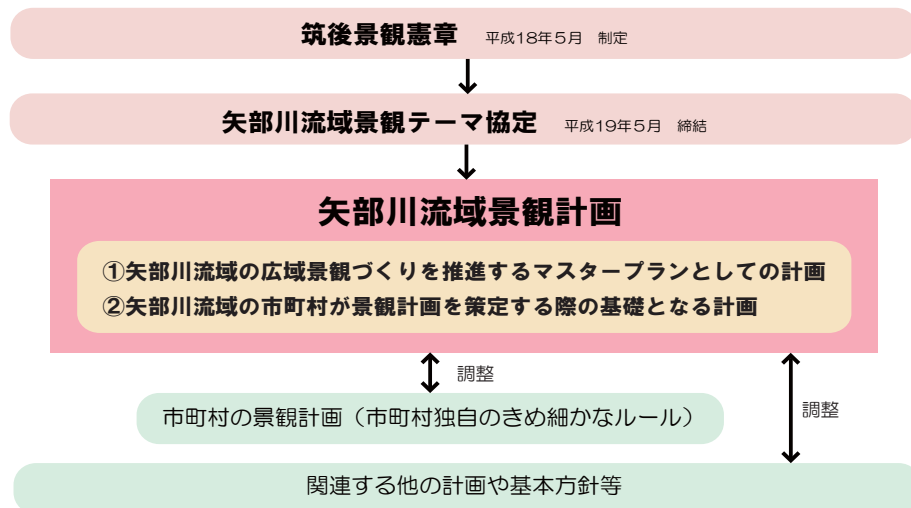 筑後景観憲章 平成18年5月 制定
矢部川流域景観テーマ協定 平成19年5月 締結
矢部川流域景観計画
①矢部川流域の広域景観づくりを推進するマスタープランとしての計画
②矢部川流域の市町村が景観計画を策定する際の基礎となる計画
調整
市町村の景観計画（市町村独自のきめ細かなルール）
調整
関連する他の計画や基本方針等